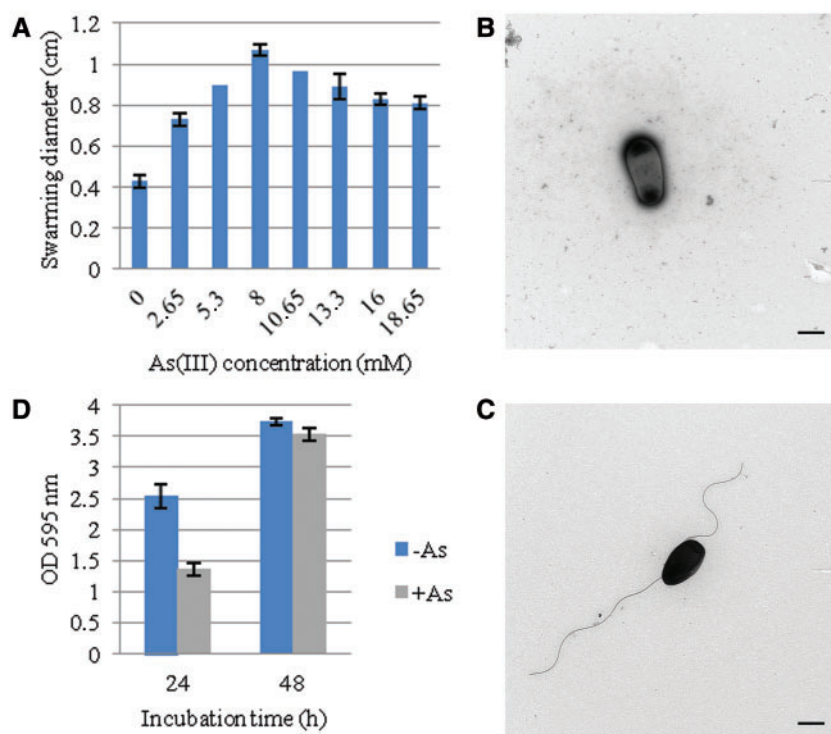 A
1.2
1
0.8
0.6
0.4
0.2
0
Swarming diameter (cm)
0
2.65
5.3
8
10.65
13.3
16
18.65
As(III) concentration (mM)
B
D
4
3.5
3
2.5
2
1.5
1
0.5
0
OD 595 nm
24
48
Incubation time (h)
-As
+As
C